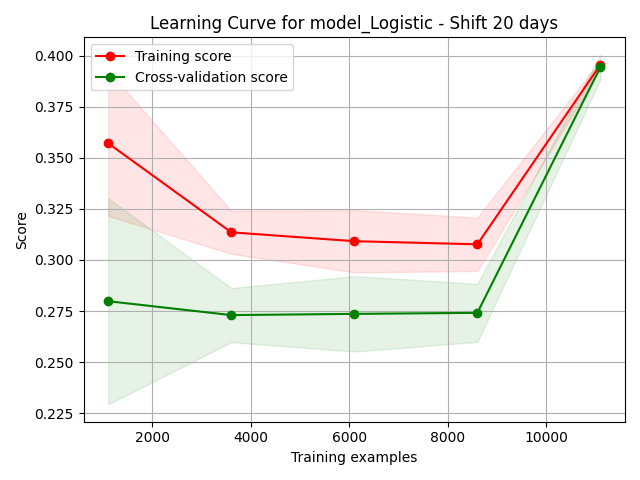 Learning Curve for model_Logistic - Shift 20 days
Training score
Cross-validation score
0.400
0.375
0.350
0.325
0.300
0.275
0.250
0.225
Score
2000 4000 6000 8000 10000
Training examples